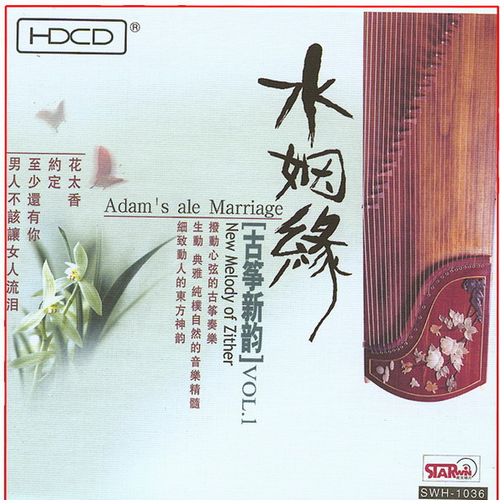 HDCD®
水姻緣
Adam's ale Marriage
[古筝新韵]VOL.1
New Melody of Zither
撥動心弦的古筝奏樂
生動 典雅 純樸自然的音樂精髓
細致動人的東方神韵
花太香
約定
至少還有你
男人不該讓女人流泪
STARWIN
SWH-1036